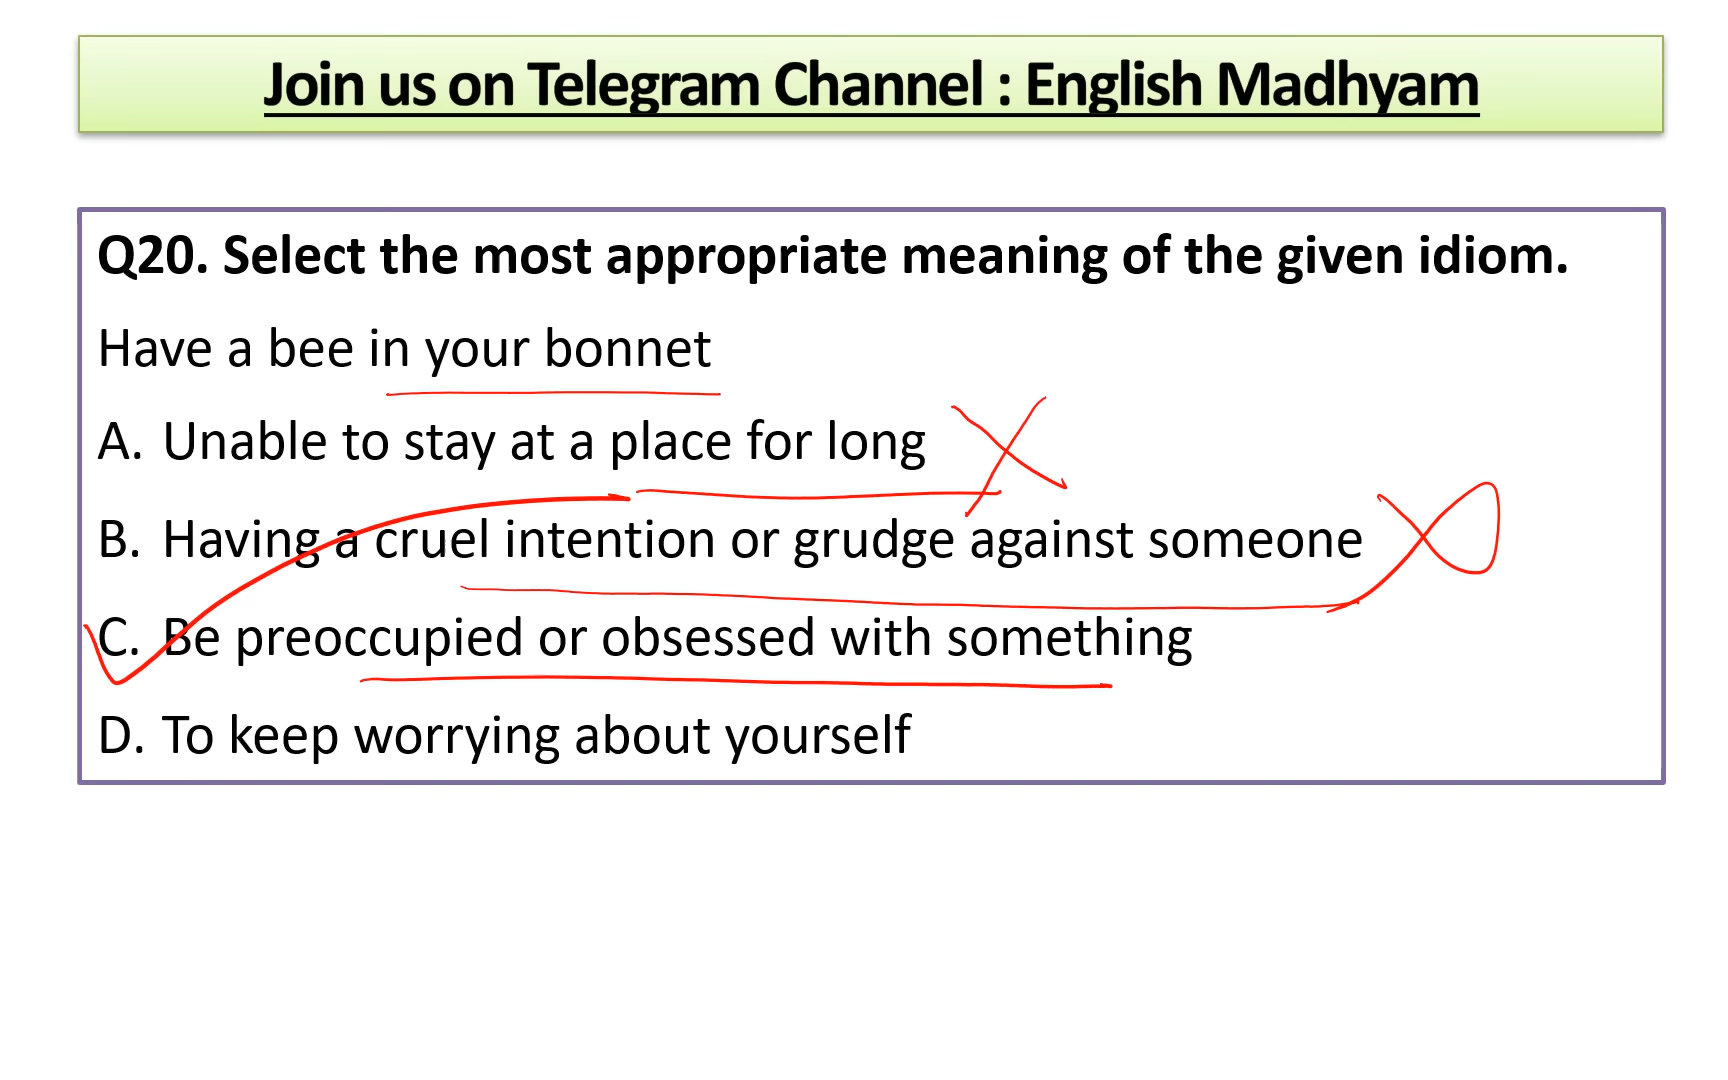 Join us on Telegram Channel : English Madhyam
Q20. Select the most appropriate meaning of the given idiom.
Have a bee in your bonnet
A. Unable to stay at a place for long
B. Having a cruel intention or grudge against someone
C. Be preoccupied or obsessed with something
D. To keep worrying about yourself